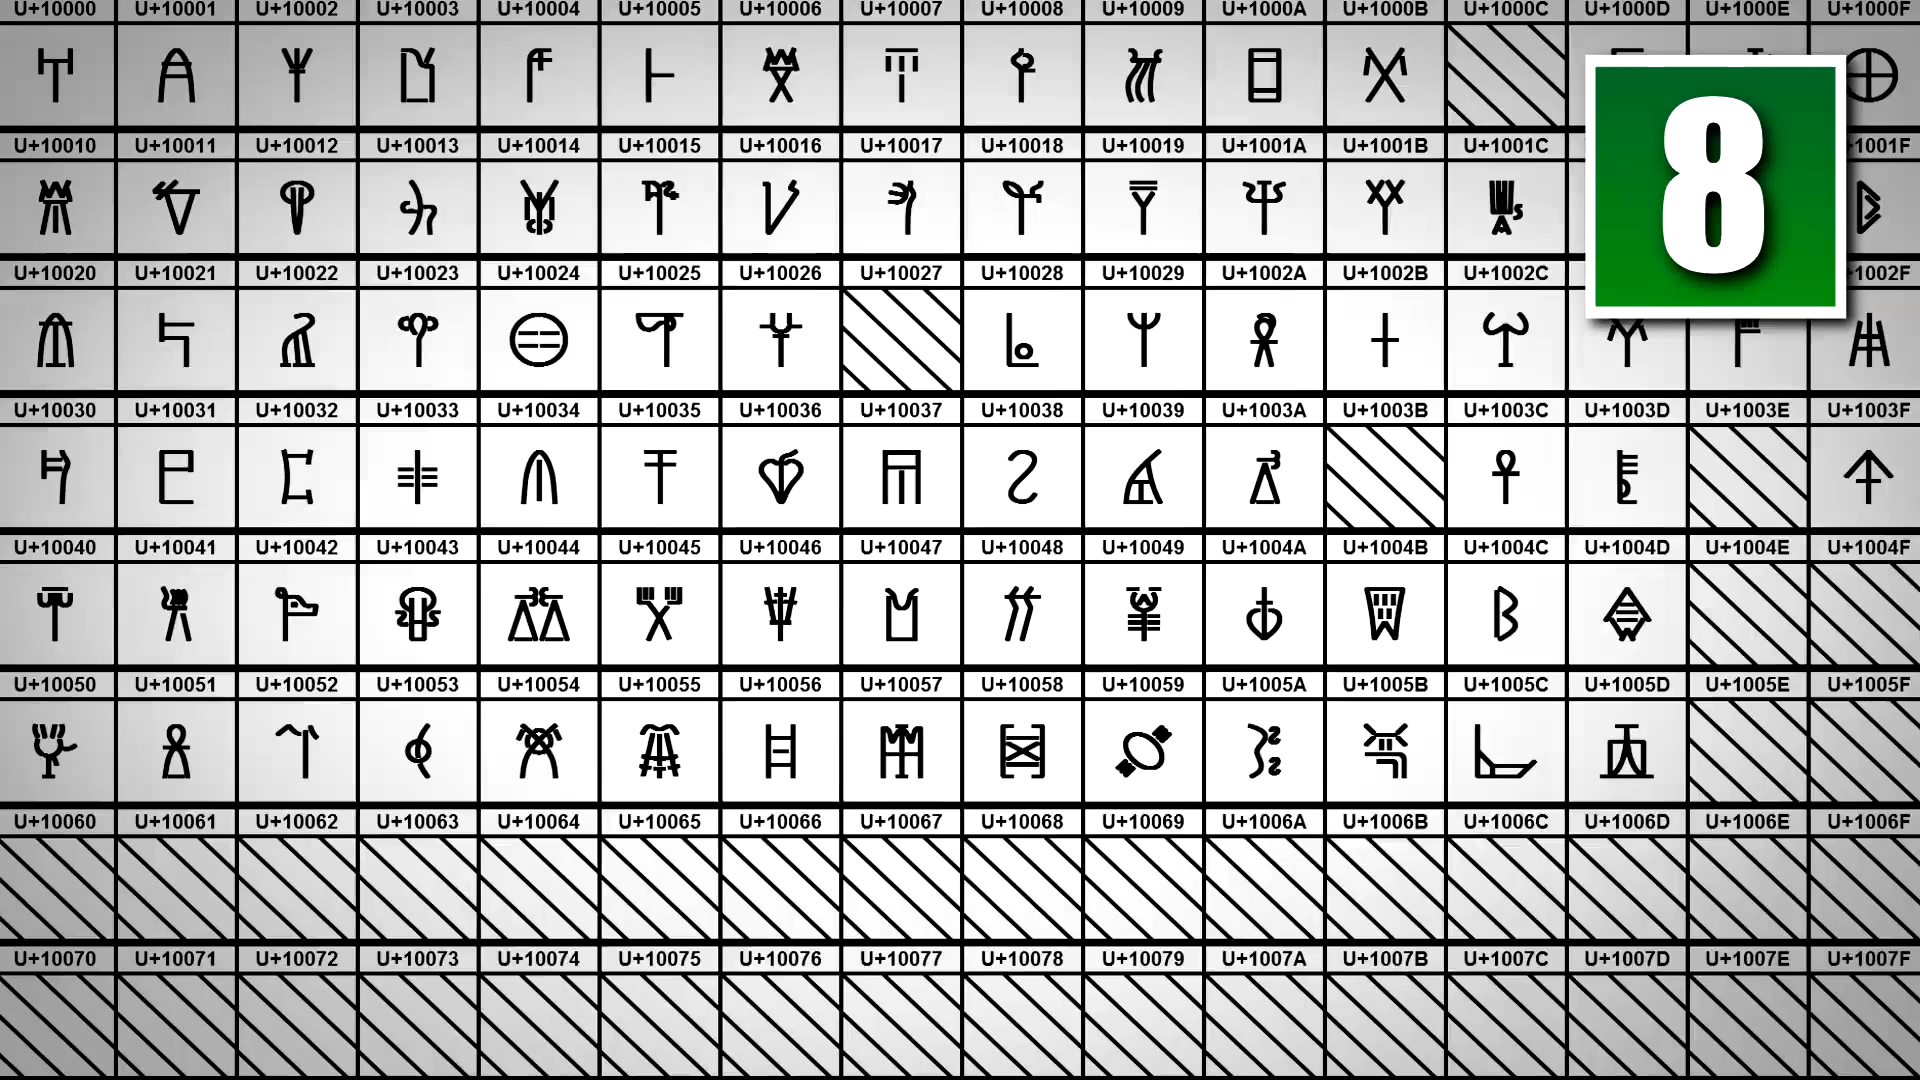 U+10000 U+10001 U+10002 U+10003 U+10004 U+10005 U+10006 U+10007 U+10008 U+10009 U+1000A U+1000B U+1000C U+1000D U+1000E U+1000F
𐀀 𐀁 𐀂 𐀃 𐀄 𐀅 𐀆 𐀇 𐀈 𐀉 𐀊 𐀋 𐀏
8
U+10010 U+10011 U+10012 U+10013 U+10014 U+10015 U+10016 U+10017 U+10018 U+10019 U+1001A U+1001B U+1001C 1001F
𐀐 𐀑 𐀒 𐀓 𐀔 𐀕 𐀖 𐀗 𐀘 𐀙 𐀚 𐀛 𐀜 𐀟
U+10020 U+10021 U+10022 U+10023 U+10024 U+10025 U+10026 U+10027 U+10028 U+10029 U+1002A U+1002B U+1002C 1002F
𐀠 𐀡 𐀢 𐀣 𐀤 𐀥 𐀦 𐀨 𐀩 𐀪 𐀫 𐀬 𐀭 𐀮 𐀯
U+10030 U+10031 U+10032 U+10033 U+10034 U+10035 U+10036 U+10037 U+10038 U+10039 U+1003A U+1003B U+1003C U+1003D U+1003E U+1003F
𐀰 𐀱 𐀲 𐀳 𐀴 𐀵 𐀶 𐀷 𐀸 𐀹 𐀺 𐀼 𐀽 𐀿
U+10040 U+10041 U+10042 U+10043 U+10044 U+10045 U+10046 U+10047 U+10048 U+10049 U+1004A U+1004B U+1004C U+1004D U+1004E U+1004F
𐁀 𐁁 𐁂 𐁃 𐁄 𐁅 𐁆 𐁇 𐁈 𐁉 𐁊 𐁋 𐁌 𐁍
U+10050 U+10051 U+10052 U+10053 U+10054 U+10055 U+10056 U+10057 U+10058 U+10059 U+1005A U+1005B U+1005C U+1005D U+1005E U+1005F
𐁐 𐁑 𐁒 𐁓 𐁔 𐁕 𐁖 𐁗 𐁘 𐁙 𐁚 𐁛 𐁜 𐁝
U+10060 U+10061 U+10062 U+10063 U+10064 U+10065 U+10066 U+10067 U+10068 U+10069 U+1006A U+1006B U+1006C U+1006D U+1006E U+1006F
U+10070 U+10071 U+10072 U+10073 U+10074 U+10075 U+10076 U+10077 U+10078 U+10079 U+1007A U+1007B U+1007C U+1007D U+1007E U+1007F